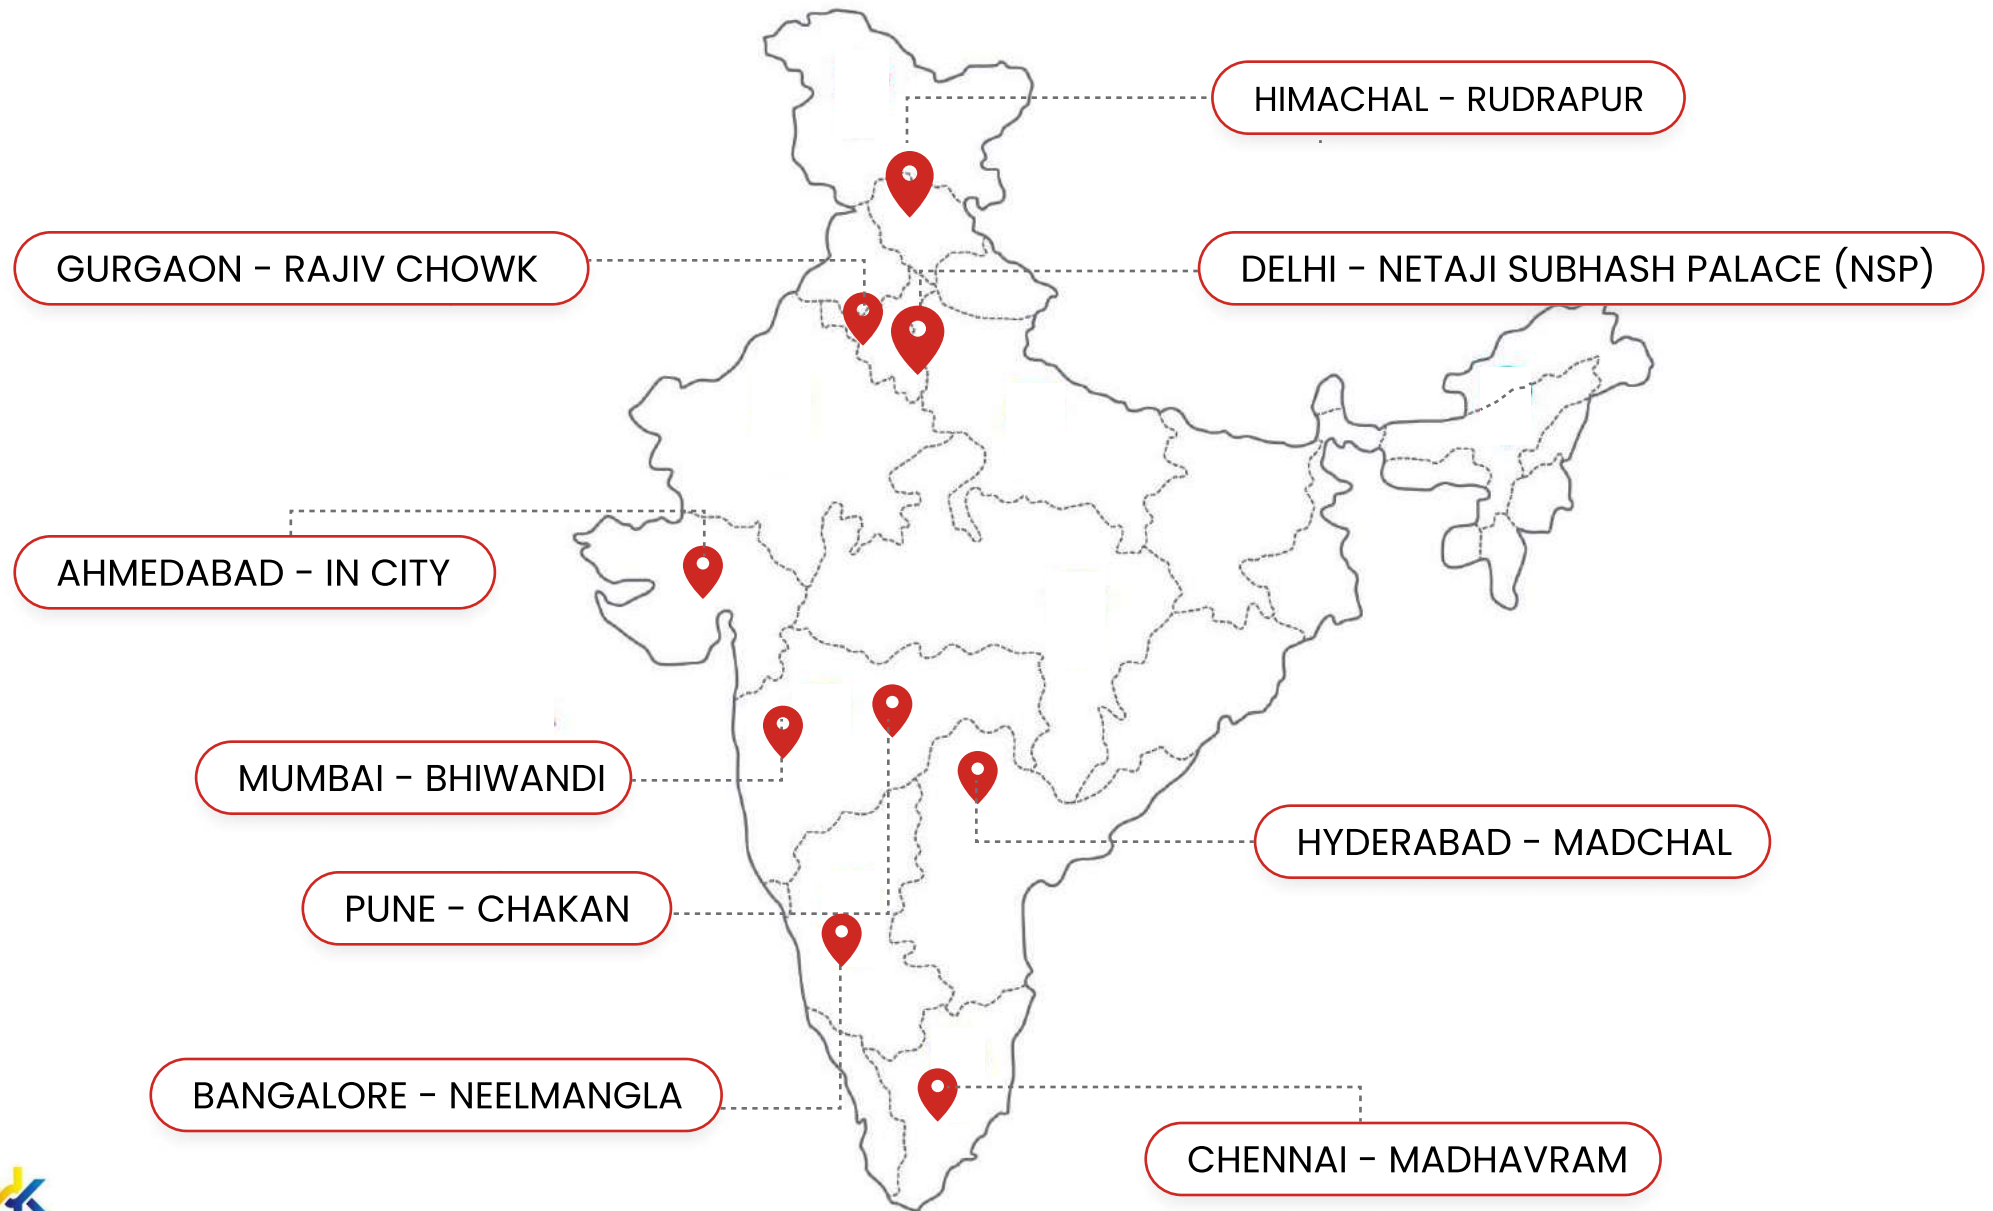 HIMACHAL - RUDRAPUR
GURGAON - RAJIV CHOWK
DELHI - NETAJI SUBHASH PALACE (NSP)
AHMEDABAD - IN CITY
MUMBAI - BHIWANDI
HYDERABAD - MADCHAL
PUNE - CHAKAN
BANGALORE - NEELMANGLA
CHENNAI - MADHAVRAM